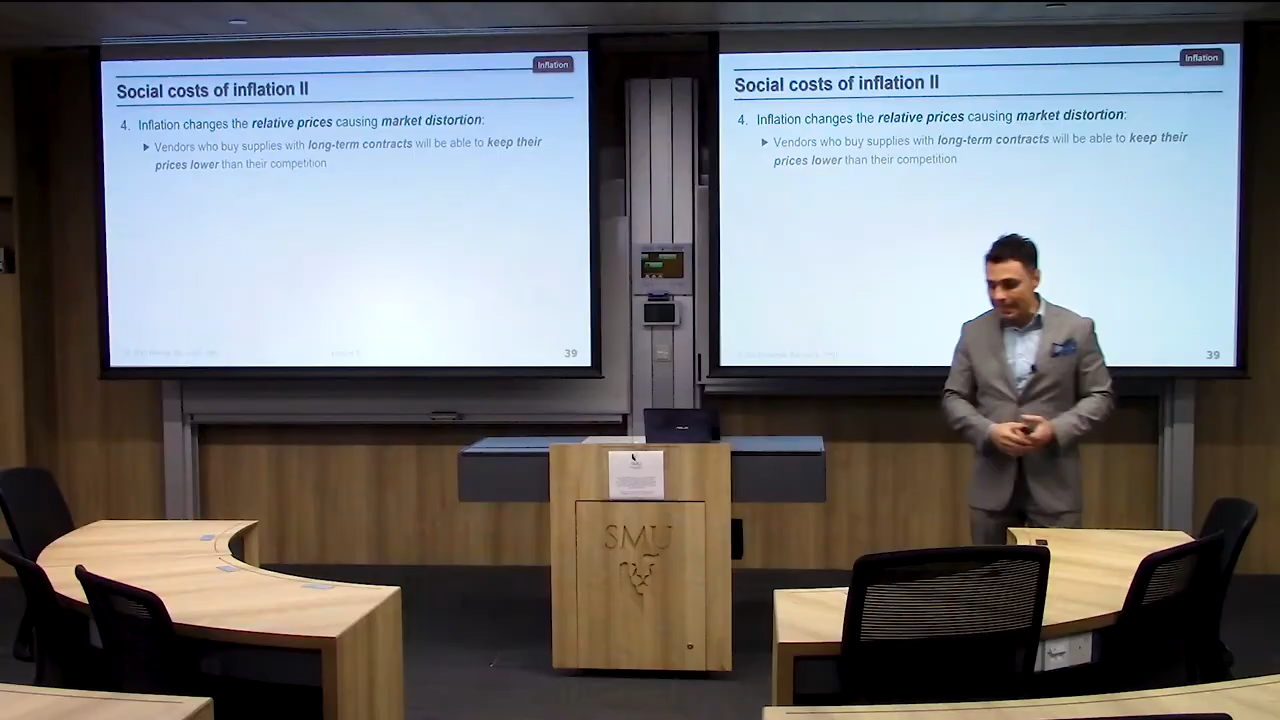 Inflation
Social costs of inflation II
4. Inflation changes the relative prices causing market distortion:
Vendors who buy supplies with long-term contracts will be able to keep their
prices lower than their competition
39
Inflation
Social costs of inflation II
4. Inflation changes the relative prices causing market distortion:
Vendors who buy supplies with long-term contracts will be able to keep their
prices lower than their competition
39
SMU